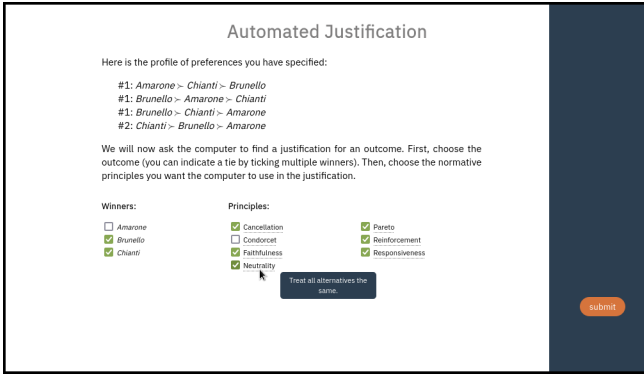 Automated Justification
Here is the profile of preferences you have specified:
#1: Amarone ≻ Chianti ≻ Brunello
#1: Brunello ≻ Amarone ≻ Chianti
#1: Brunello ≻ Chianti ≻ Amarone
#2: Chianti ≻ Brunello ≻ Amarone
We will now ask the computer to find a justification for an outcome. First, choose the
outcome (you can indicate a tie by ticking multiple winners). Then, choose the normative
principles you want the computer to use in the justification.
Winners:
Amarone
Brunello
Chianti
Principles:
Cancellation
Condorcet
Faithfulness
Neutrality
Pareto
Reinforcement
Responsiveness
Treat all alternatives the
same.
submit